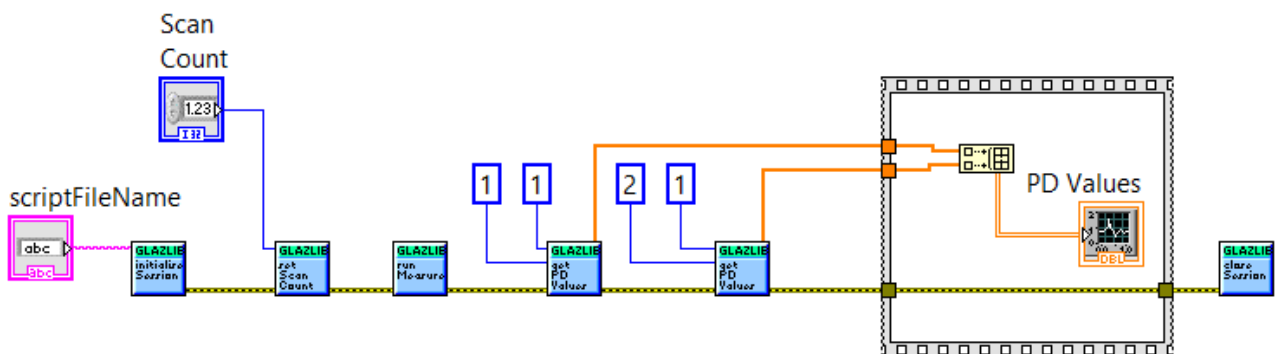 Scan
Count
1.23
I32
scriptFileName
abc
abc
GLAZLIB
initialize
Session
GLAZLIB
set
Scan
Count
GLAZLIB
run
Measure
1
1
GLAZLIB
get
PD
Values
2
1
GLAZLIB
get
PD
Values
PD Values
DBL
GLAZLIB
close
Session